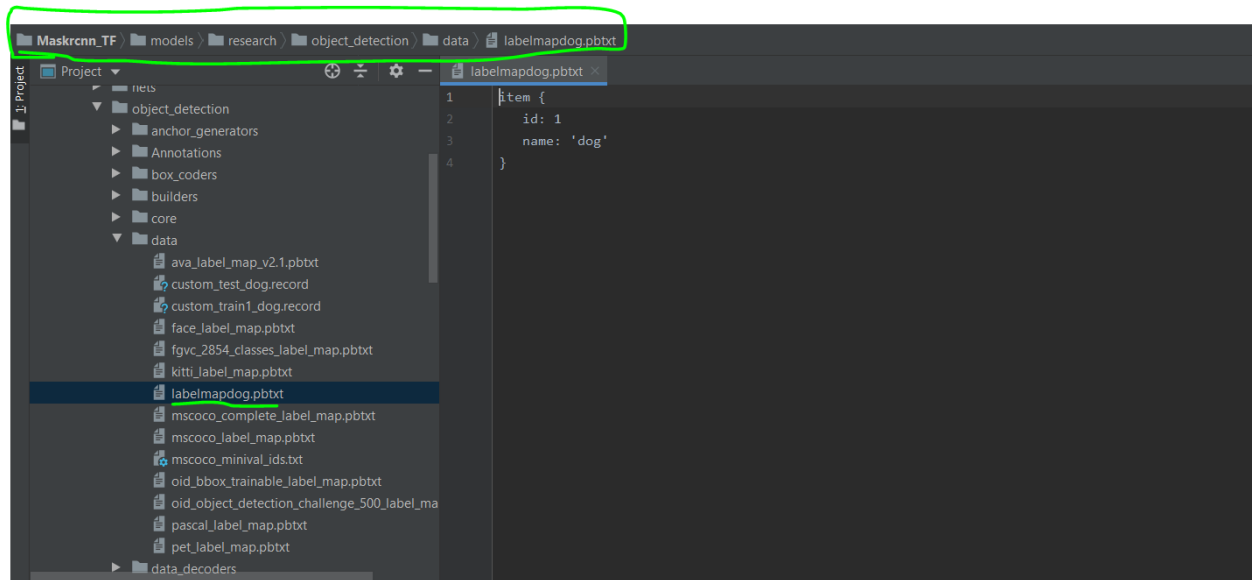 Maskrcnn_TF 〉 models 〉 research 〉 object_detection 〉 data 〉 labelmapdog.pbtxt
1: Project
Project
labelmapdog.pbtxt ×
nets
object_detection
anchor_generators
Annotations
box_coders
builders
core
data
ava_label_map_v2.1.pbtxt
custom_test_dog.record
custom_train1_dog.record
face_label_map.pbtxt
fgvc_2854_classes_label_map.pbtxt
kitti_label_map.pbtxt
labelmapdog.pbtxt
mscoco_complete_label_map.pbtxt
mscoco_label_map.pbtxt
mscoco_minival_ids.txt
oid_bbox_trainable_label_map.pbtxt
oid_object_detection_challenge_500_label_ma
pascal_label_map.pbtxt
pet_label_map.pbtxt
data_decoders
1 item {
2 id: 1
3 name: 'dog'
4 }